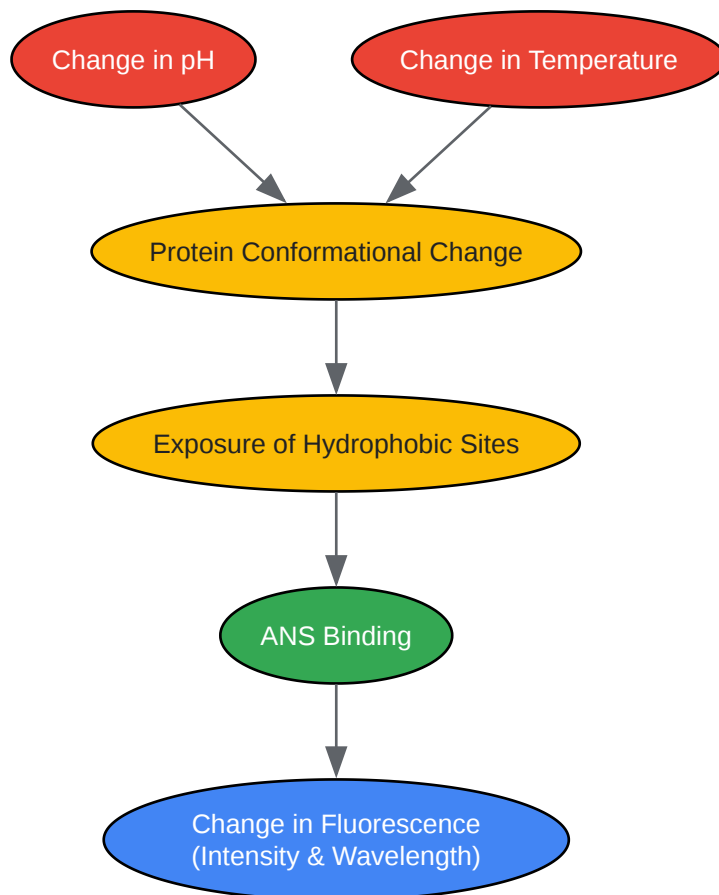 Change in pH
Change in Temperature
Protein Conformational Change
Exposure of Hydrophobic Sites
ANS Binding
Change in Fluorescence
(Intensity & Wavelength)